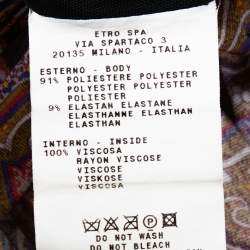 ETRO SPA
VIA SPARTACO 3
20135 MILANO - ITALIA
ESTERNO - BODY
91% POLIESTERE POLYESTER
POLYESTER POLYESTER
POLYESTER
9% ELASTAN ELASTANE
ELASTHANNE ELASTHAN
ELASTHAN
INTERNO - INSIDE
100% VISCOSA
RAYON VISCOSE
VISCOSE
VISKOSE
VISCOSA
DO NOT WASH
DO NOT BLEACH